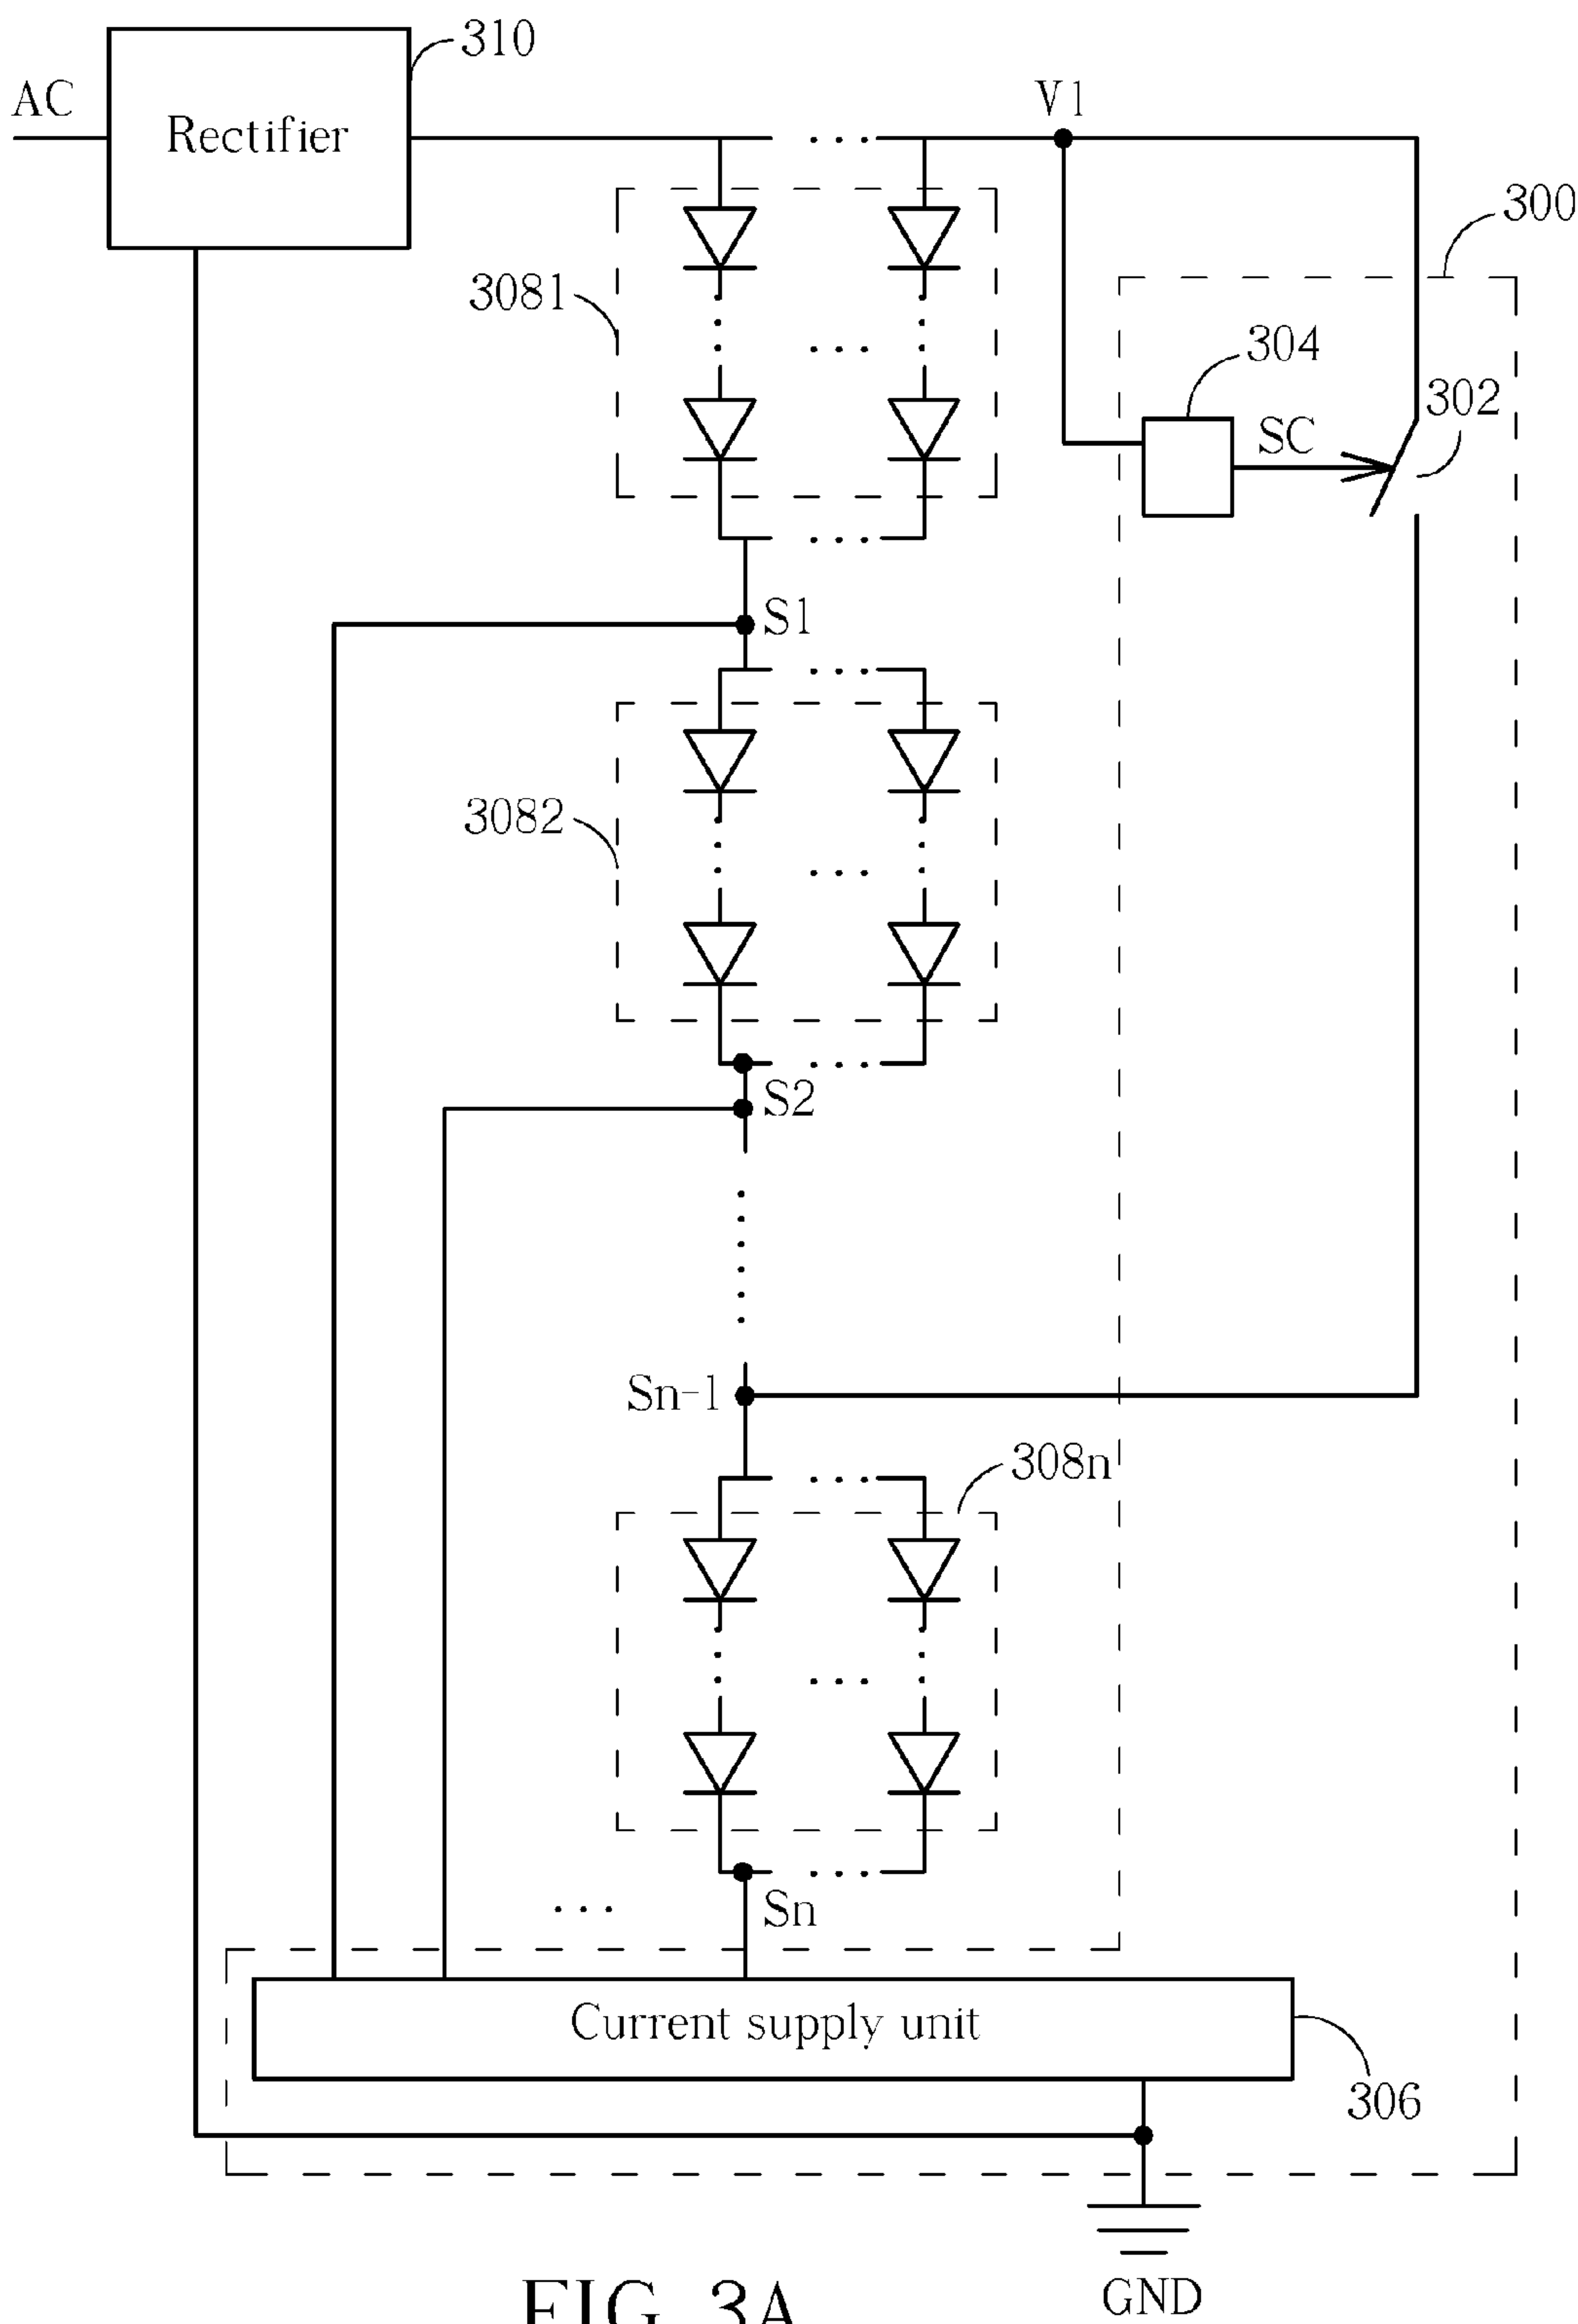 310
AC
Rectifier
V1
300
3081
304
302
SC
S1
3082
S2
Sn-1
308n
Sn
Current supply unit
306
GND
FIG. 3A